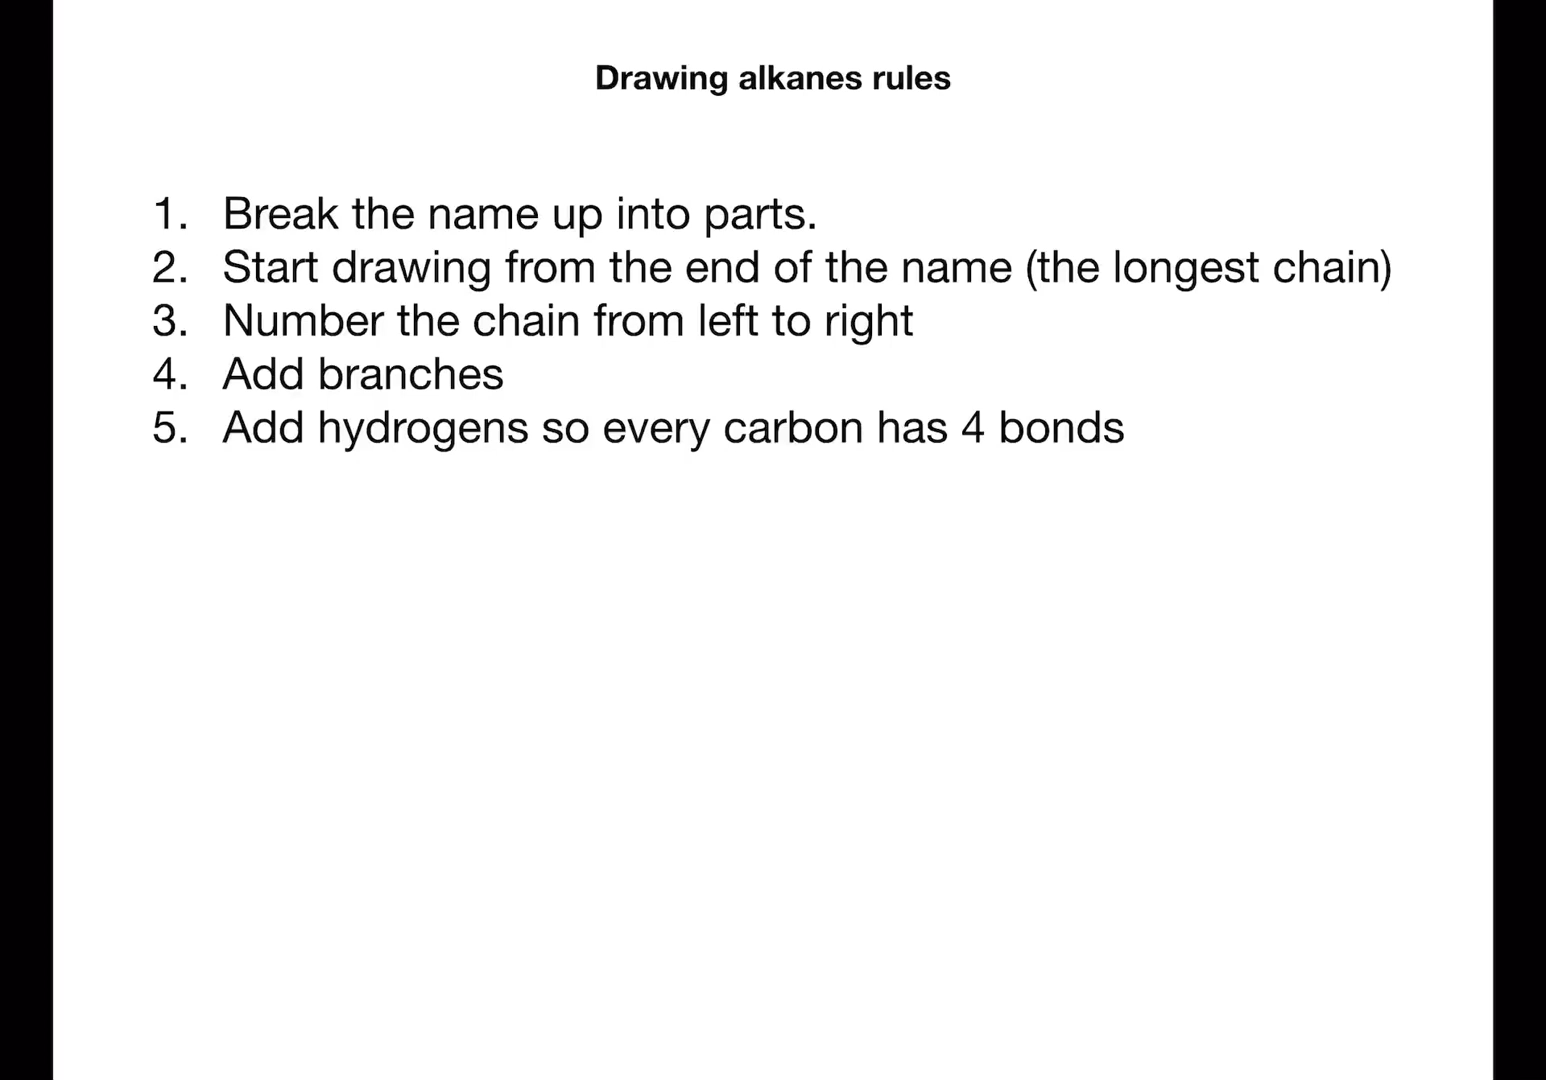 Drawing alkanes rules
1. Break the name up into parts.
2. Start drawing from the end of the name (the longest chain)
3. Number the chain from left to right
4. Add branches
5. Add hydrogens so every carbon has 4 bonds